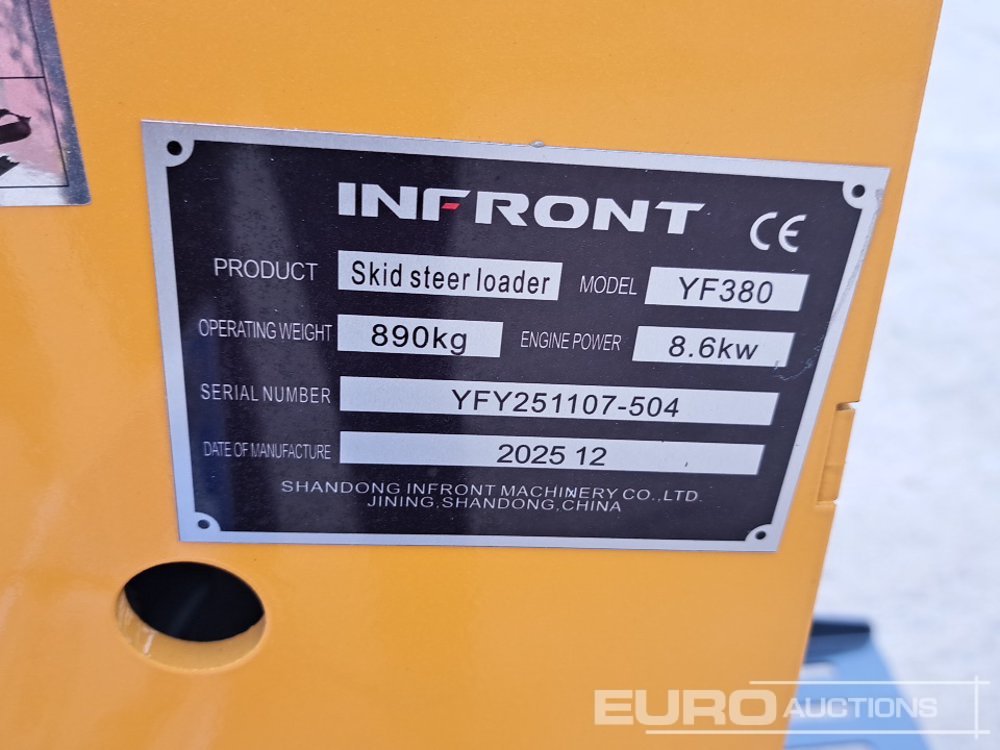 INFRONT
CE
PRODUCT Skid steer loader MODEL YF380
OPERATING WEIGHT 890kg ENGINE POWER 8.6kw
SERIAL NUMBER YFY251107-504
DATE OF MANUFACTURE 2025 12
SHANDONG INFRONT MACHINERY CO.,LTD.
JINING,SHANDONG,CHINA
EURO AUCTIONS